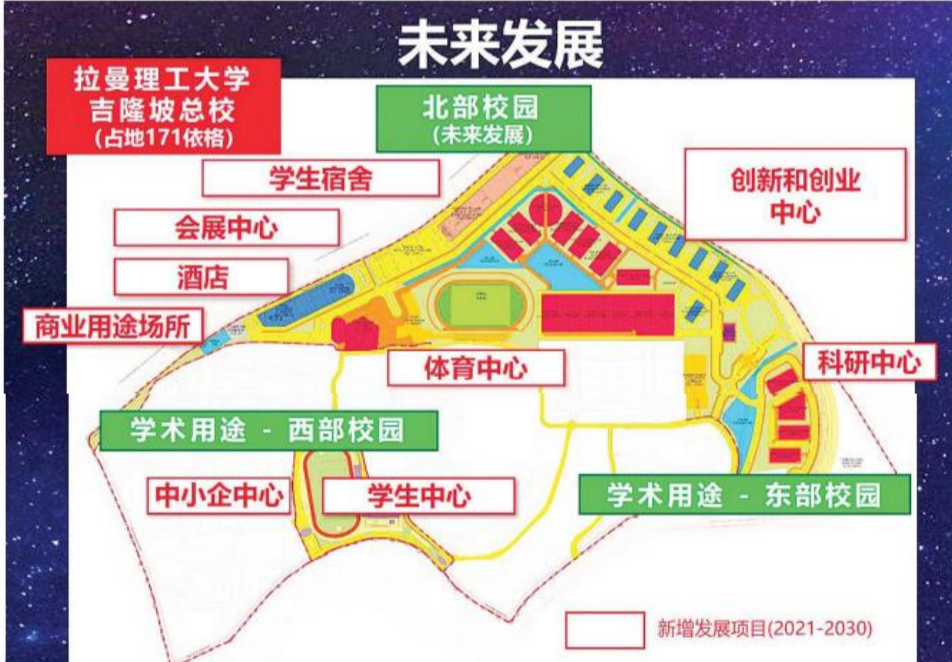 未来发展
拉曼理工大学
吉隆坡总校
(占地171依格)
北部校园
(未来发展)
学生宿舍
创新和创业
中心
会展中心
酒店
商业用途场所
体育中心
科研中心
学术用途 - 西部校园
中小企中心
学生中心
学术用途 - 东部校园
新增发展项目(2021-2030)